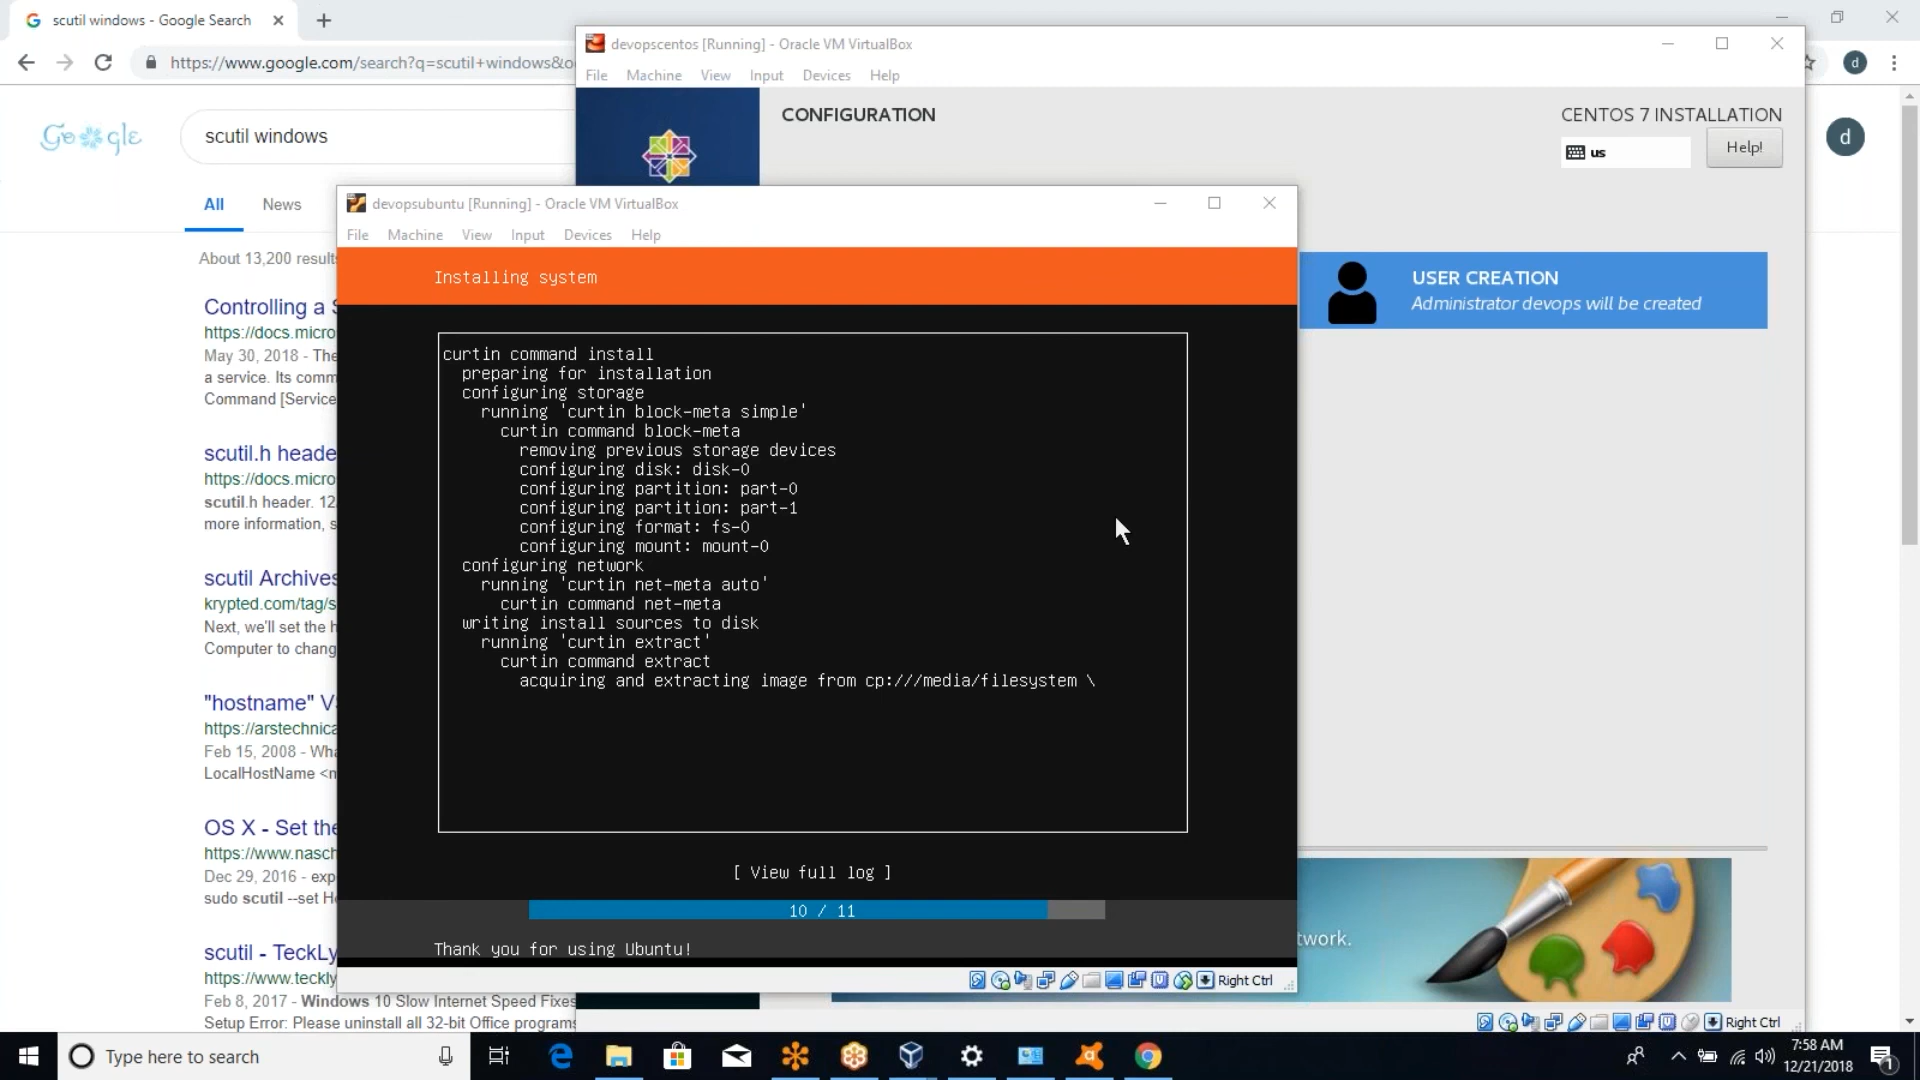 scutil windows - Google Search
https://www.google.com/search?q=scutil+windows&o
d
Google
scutil windows
d
All
News
About 13,200 results
Controlling a S
https://docs.micro
May 30, 2018 - The
a service. Its comm
Command [Service
scutil.h heade
https://docs.micro
scutil.h header. 12
more information, s
scutil Archives
krypted.com/tag/s
Next, we'll set the h
Computer to chang
"hostname" VS
https://arstechnica
Feb 15, 2008 - Wha
LocalHostName <n
OS X - Set the
https://www.nasch
Dec 29, 2016 - exp
sudo scutil --set H
scutil - TeckLy
https://www.teckly
Feb 8, 2017 - Windows 10 Slow Internet Speed Fixes
Setup Error: Please uninstall all 32-bit Office programs
devopscentos [Running] - Oracle VM VirtualBox
File Machine View Input Devices Help
CONFIGURATION
CENTOS 7 INSTALLATION
us
Help!
USER CREATION
Administrator devops will be created
twork.
Right Ctrl
devopsubuntu [Running] - Oracle VM VirtualBox
File Machine View Input Devices Help
Installing system
curtin command install
preparing for installation
configuring storage
running 'curtin block-meta simple'
curtin command block-meta
removing previous storage devices
configuring disk: disk-0
configuring partition: part-0
configuring partition: part-1
configuring format: fs-0
configuring mount: mount-0
configuring network
running 'curtin net-meta auto'
curtin command net-meta
writing install sources to disk
running 'curtin extract'
curtin command extract
acquiring and extracting image from cp:///media/filesystem \
[ View full log ]
10 / 11
Thank you for using Ubuntu!
Right Ctrl
Type here to search
7:58 AM
12/21/2018
1